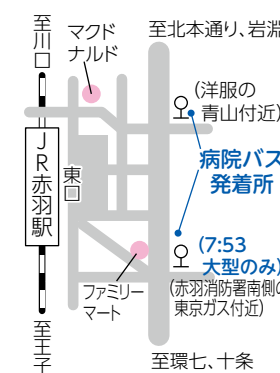 至川口
マクド
ナルド
至北本通り、岩淵
(洋服の
青山付近)
JR赤羽駅
東口
病院バス
発着所
(7:53
大型のみ)
(赤羽消防署南側の
東京ガス付近)
ファミリー
マート
至王子
至環七、十条